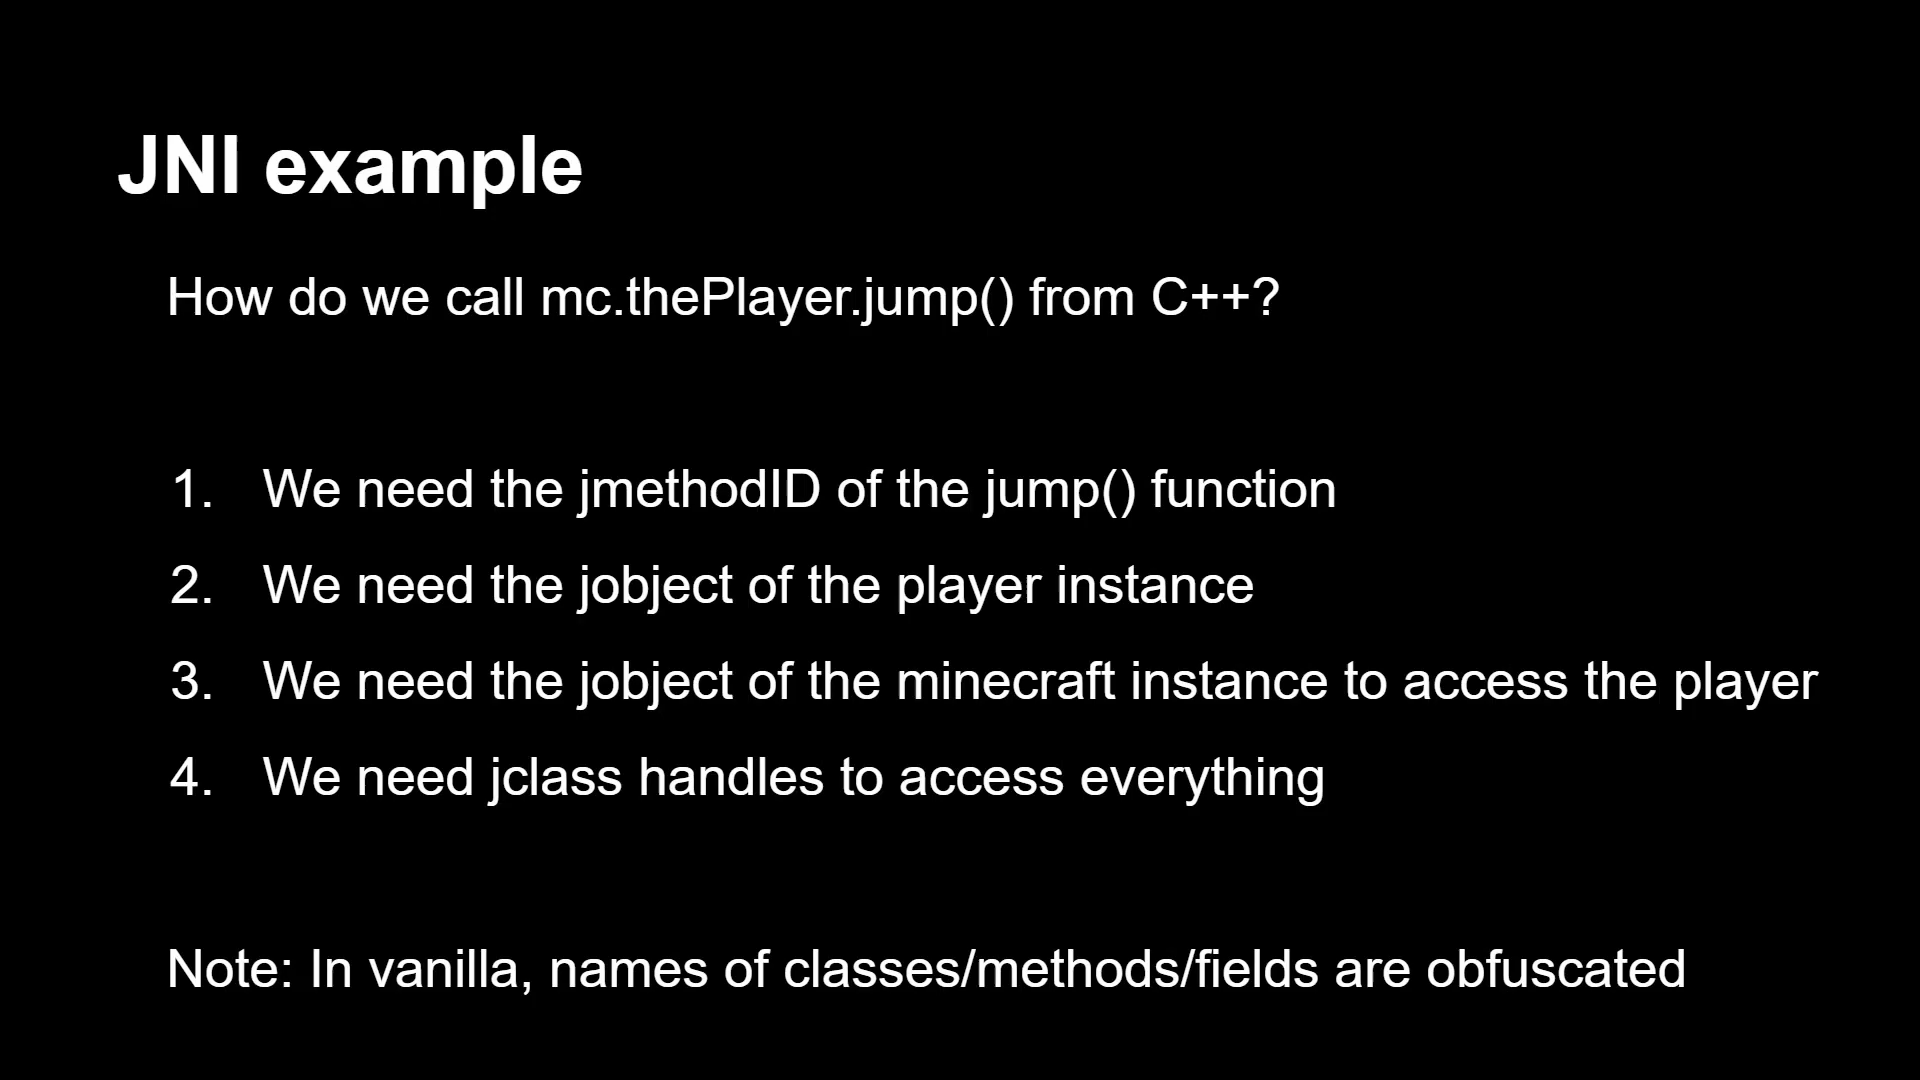 JNI example
How do we call mc.thePlayer.jump() from C++?
1. We need the jmethodID of the jump() function
2. We need the jobject of the player instance
3. We need the jobject of the minecraft instance to access the player
4. We need jclass handles to access everything
Note: In vanilla, names of classes/methods/fields are obfuscated